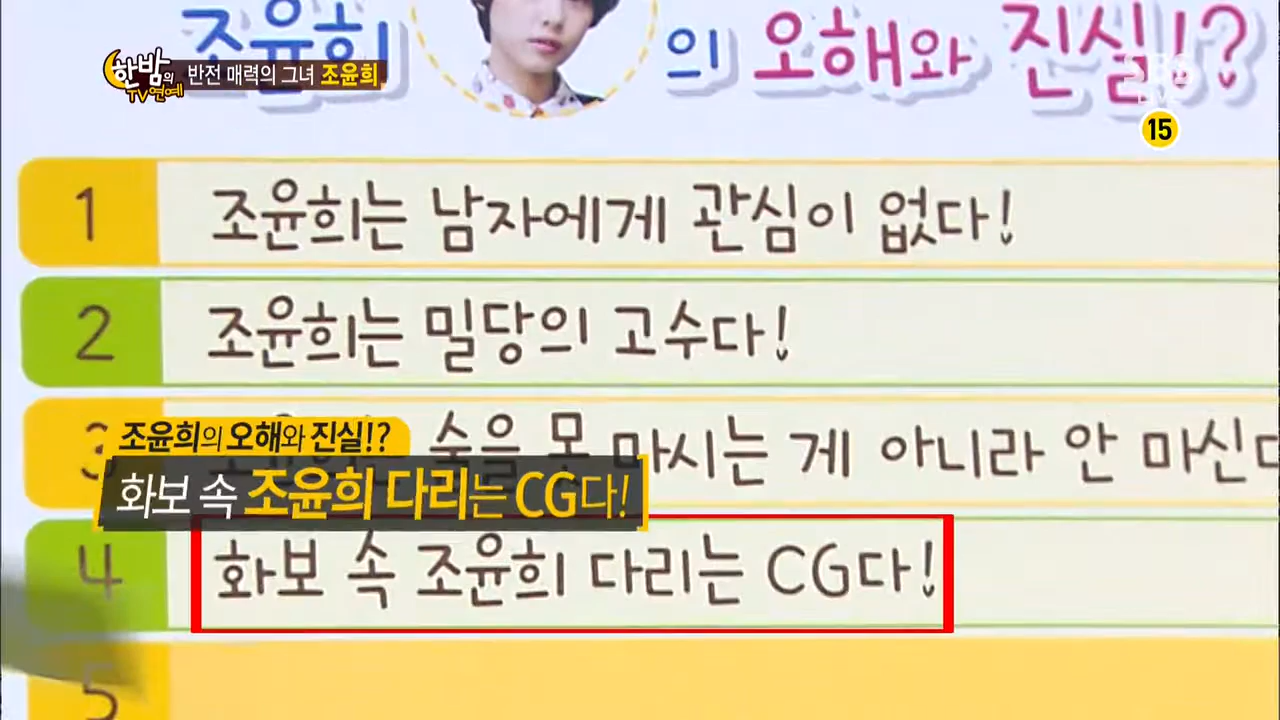 조윤희 의 오해와 진실!?
한밤의 TV연예
반전 매력의 그녀 조윤희
SBS
LIVE
15
1 조윤희는 남자에게 관심이 없다!
2 조윤희는 밀당의 고수다!
3 술을 못 마시는 게 아니라 안 마신다
조윤희의 오해와 진실!?
화보 속 조윤희 다리는 CG다!
4 화보 속 조윤희 다리는 CG다!
5